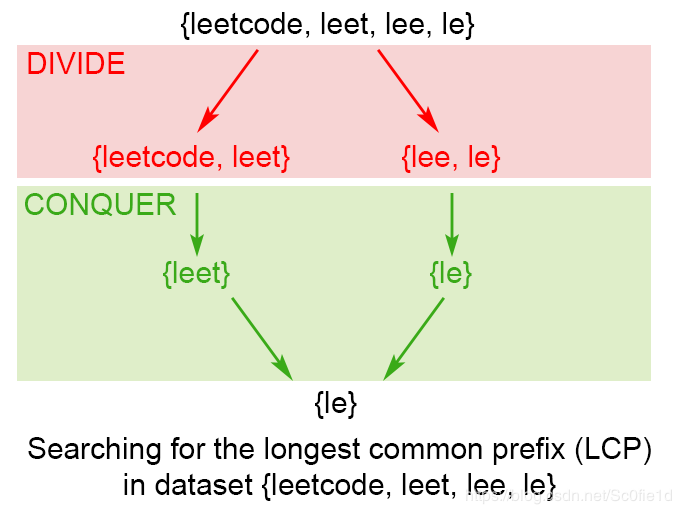 {leetcode, leet, lee, le}
DIVIDE
{leetcode, leet} {lee, le}
CONQUER
{leet} {le}
{le}
Searching for the longest common prefix (LCP)
in dataset {leetcode, leet, lee, le}
https://blog.csdn.net/Sc0fie1d